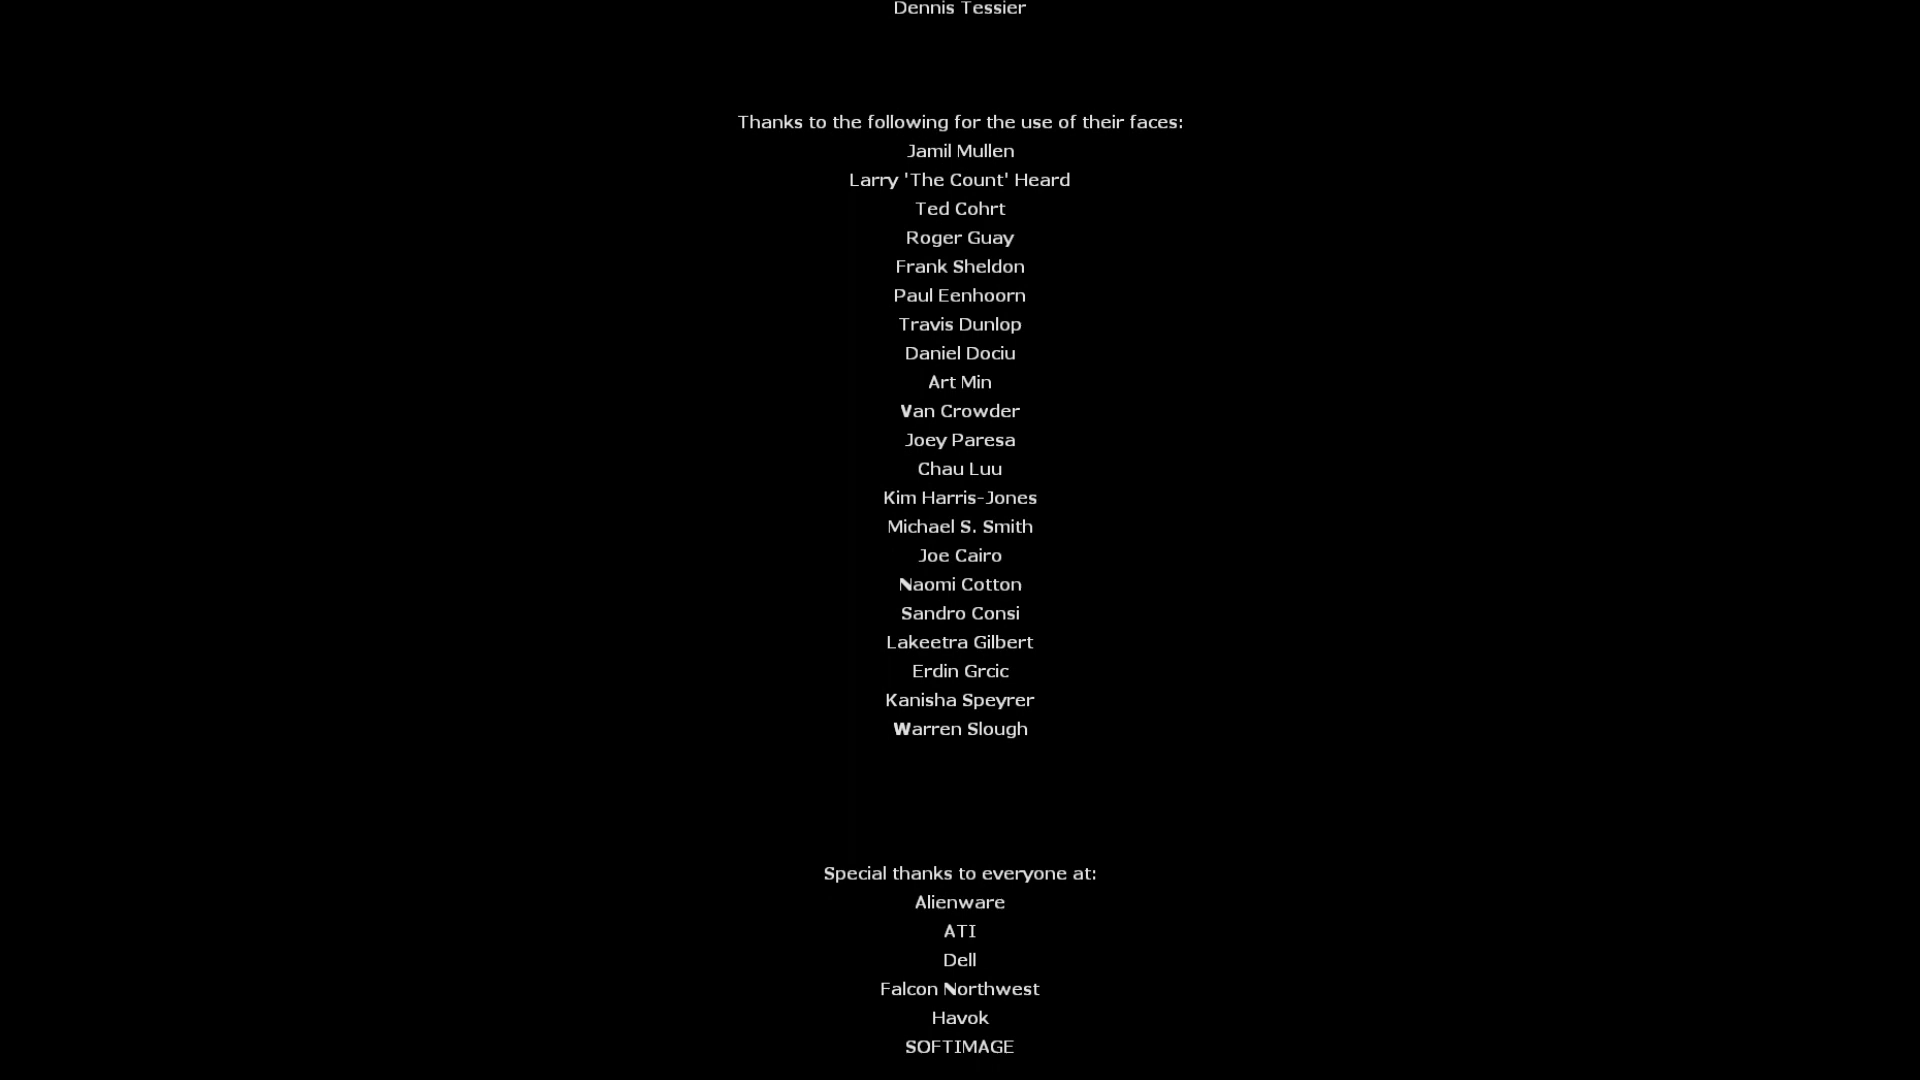 Dennis Tessier
Thanks to the following for the use of their faces:
Jamil Mullen
Larry 'The Count' Heard
Ted Cohrt
Roger Guay
Frank Sheldon
Paul Eenhoorn
Travis Dunlop
Daniel Dociu
Art Min
Van Crowder
Joey Paresa
Chau Luu
Kim Harris-Jones
Michael S. Smith
Joe Cairo
Naomi Cotton
Sandro Consi
Lakeetra Gilbert
Erdin Grcic
Kanisha Speyrer
Warren Slough
Special thanks to everyone at:
Alienware
ATI
Dell
Falcon Northwest
Havok
SOFTIMAGE